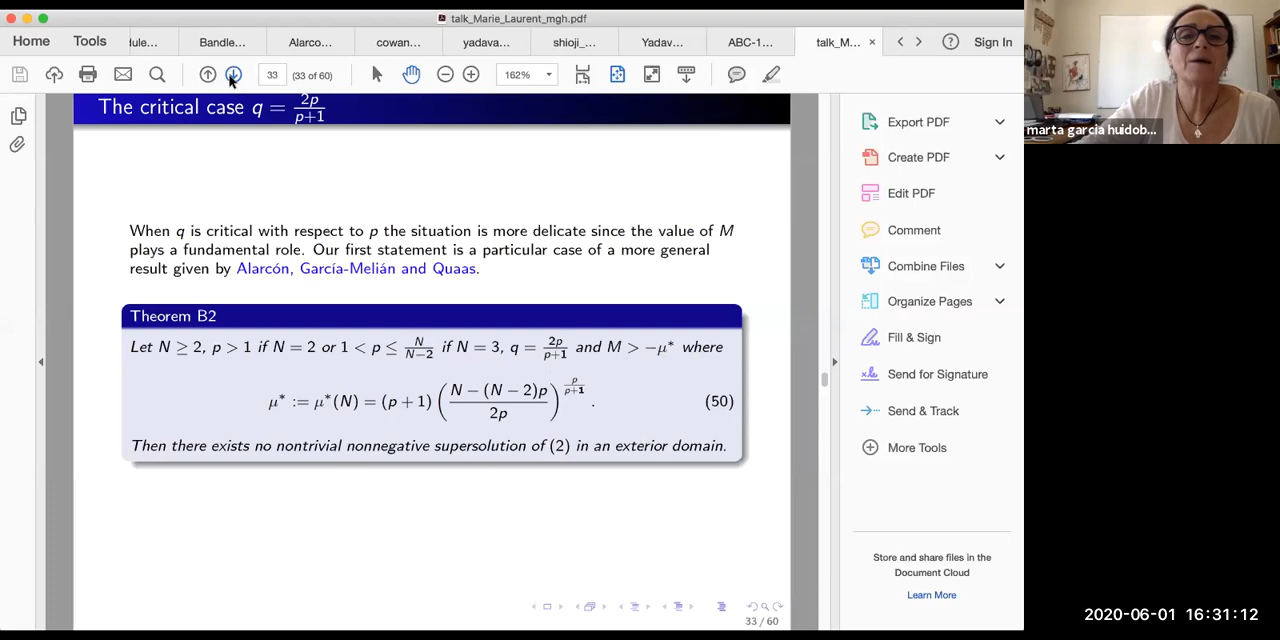 talk_Marie_Laurent_mgh.pdf
Home
Tools
dule...
Bandle...
Alarco...
cowan...
yadava...
shioji_...
Yadav...
ABC-1...
talk_M...
Sign In
33
(33 of 60)
162%
The critical case q = 2p/(p+1)
When q is critical with respect to p the situation is more delicate since the value of M
plays a fundamental role. Our first statement is a particular case of a more general
result given by Alarcón, García-Melián and Quaas.
Theorem B2
Let N ≥ 2, p > 1 if N = 2 or 1 < p ≤ N/(N−2) if N = 3, q = 2p/(p+1) and M > −μ* where
μ* := μ*(N) = (p + 1) ( (N − (N − 2)p) / 2p )^(p/(p+1)) . (50)
Then there exists no nontrivial nonnegative supersolution of (2) in an exterior domain.
33 / 60
Export PDF
Create PDF
Edit PDF
Comment
Combine Files
Organize Pages
Fill & Sign
Send for Signature
Send & Track
More Tools
Store and share files in the
Document Cloud
Learn More
marta garcia huidob...
2020-06-01 16:31:12